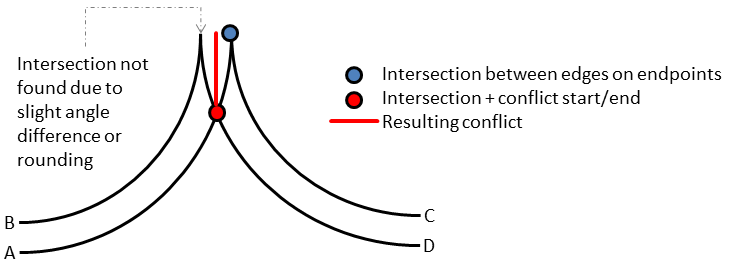 Intersection not
found due to
slight angle
difference or
rounding
Intersection between edges on endpoints
Intersection + conflict start/end
Resulting conflict
B
A
C
D